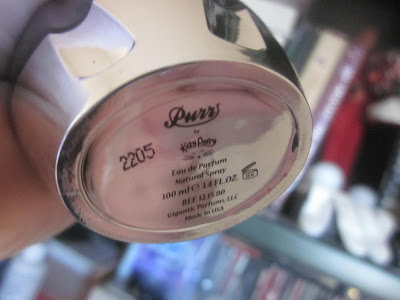 Purr
by
Katy Perry
2205
Eau de Parfum
Natural Spray
100 ml ℮ 3.4 FL.OZ.
REF. 12.15.80
Gigantic Parfums, LLC
Made in USA